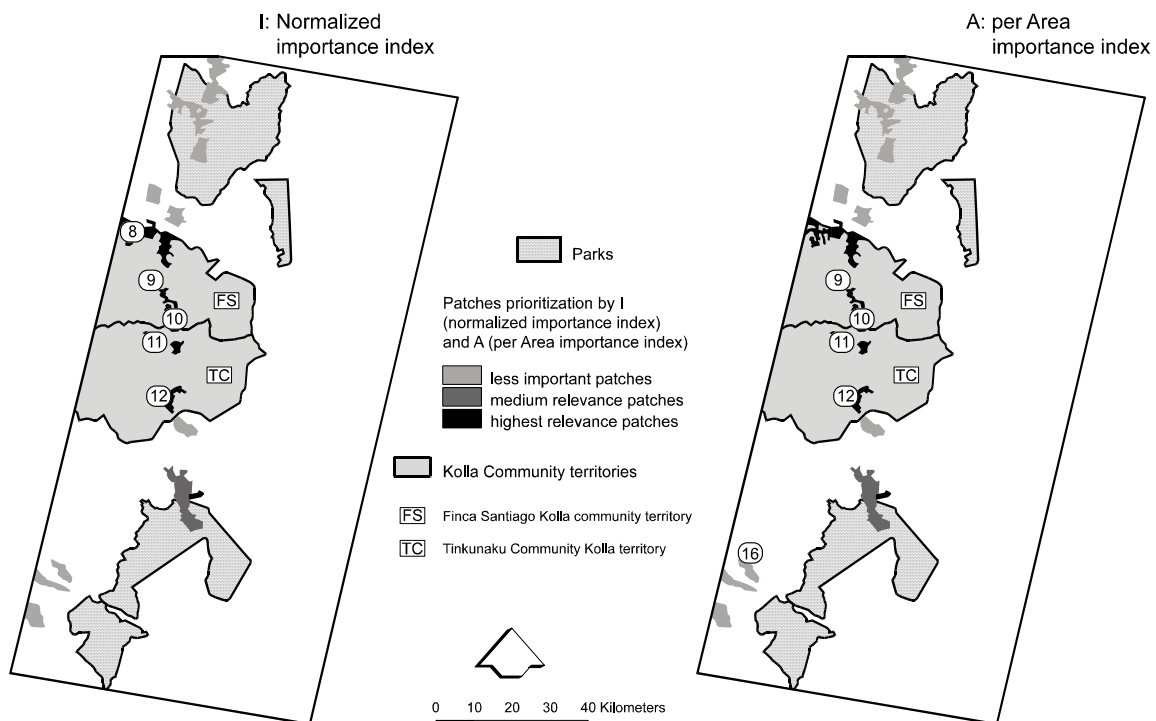 I: Normalized
importance index
A: per Area
importance index
8
9
FS
10
11
TC
12
Parks
Patches prioritization by I
(normalized importance index)
and A (per Area importance index)
less important patches
medium relevance patches
highest relevance patches
Kolla Community territories
FS Finca Santiago Kolla community territory
TC Tinkunaku Community Kolla territory
0 10 20 30 40 Kilometers
9
FS
10
11
TC
12
16